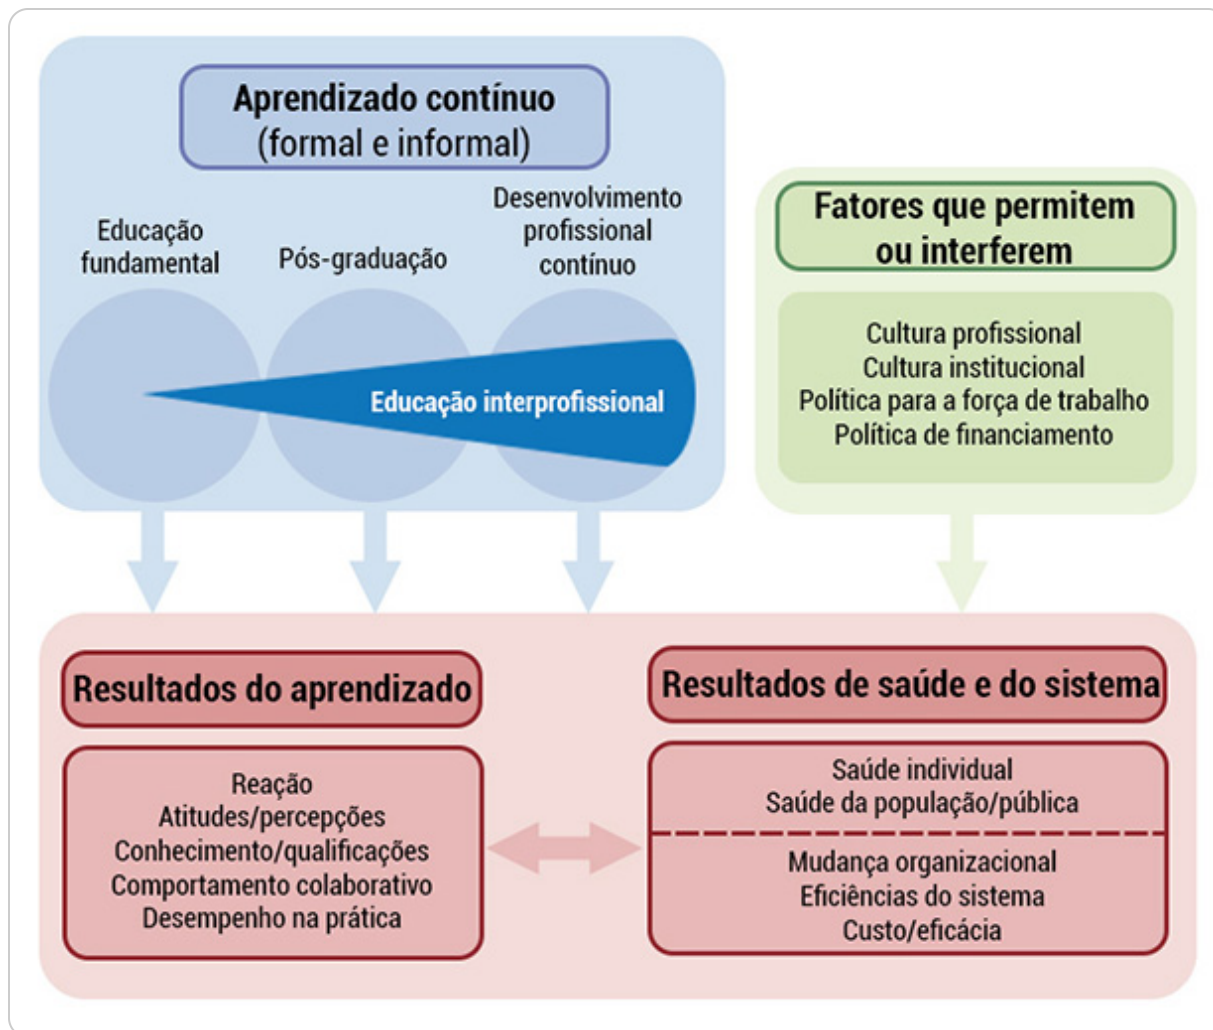 Aprendizado contínuo
(formal e informal)
Educação
fundamental
Pós-graduação
Desenvolvimento
profissional
contínuo
Educação interprofissional
Fatores que permitem
ou interferem
Cultura profissional
Cultura institucional
Política para a força de trabalho
Política de financiamento
Resultados do aprendizado
Reação
Atitudes/percepções
Conhecimento/qualificações
Comportamento colaborativo
Desempenho na prática
Resultados de saúde e do sistema
Saúde individual
Saúde da população/pública
Mudança organizacional
Eficiências do sistema
Custo/eficácia